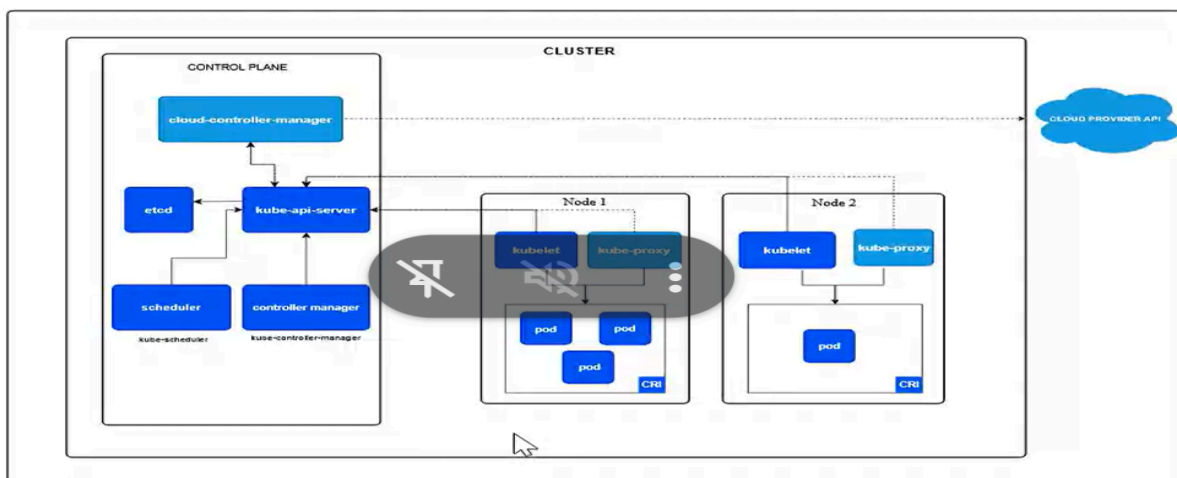 CLUSTER
CONTROL PLANE
cloud-controller-manager
CLOUD PROVIDER API
etcd
kube-api-server
Node 1
Node 2
kubelet
kube-proxy
kubelet
kube-proxy
scheduler
controller manager
kube-scheduler
kube-controller-manager
pod
pod
pod
CRI
pod
CRI